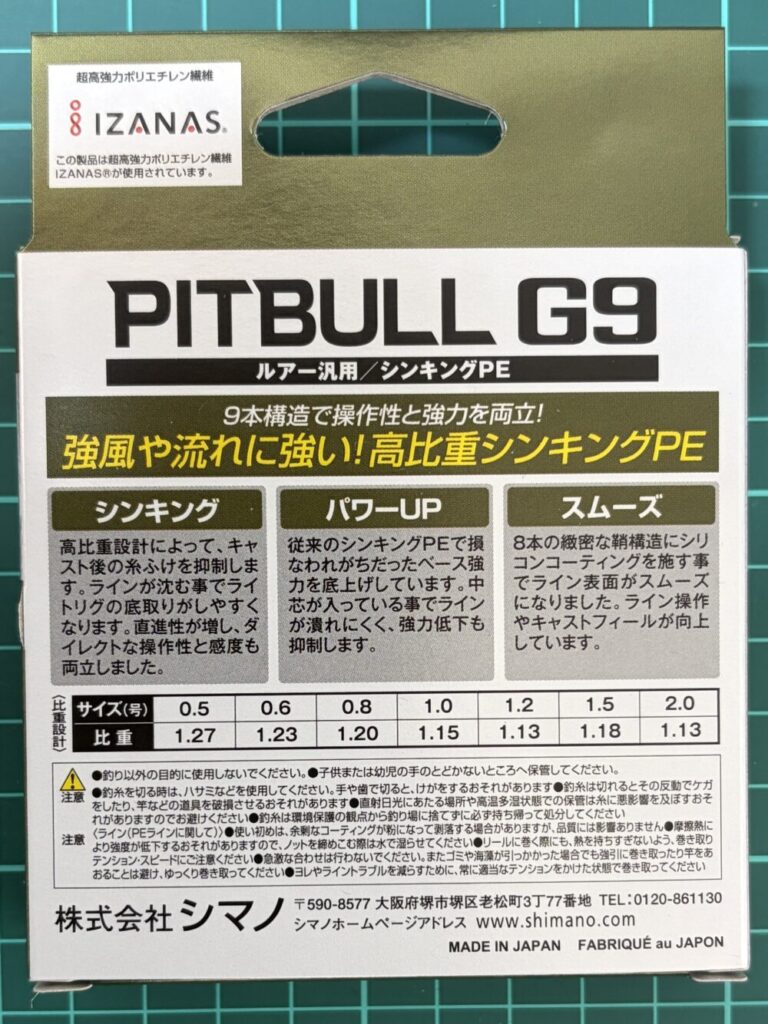 超高強力ポリエチレン繊維
IZANAS®
この製品は超高強力ポリエチレン繊維
IZANAS®が使用されています。
PITBULL G9
ルアー汎用/シンキングPE
9本構造で操作性と強力を両立!
強風や流れに強い!高比重シンキングPE
シンキング
高比重設計によって、キャ
スト後の糸ふけを抑制しま
す。ラインが沈む事でライ
トリグの底取りがしやすく
なります。直進性が増し、ダ
イレクトな操作性と感度も
両立しました。
パワーUP
従来のシンキングPEで損
なわれがちだったベース強
力を底上げしています。中
芯が入っている事でライン
が潰れにくく、強力低下も
抑制します。
スムーズ
8本の緻密な鞘構造にシリ
コンコーティングを施す事
でライン表面がスムーズ
になりました。ライン操作
やキャストフィールが向上
しています。
〈比重設計〉
サイズ(号) 0.5 0.6 0.8 1.0 1.2 1.5 2.0
比重 1.27 1.23 1.20 1.15 1.13 1.18 1.13
注意
●釣り以外の目的に使用しないでください。●子供または幼児の手のとどかないところへ保管してください。
●釣糸を切る時は、ハサミなどを使用してください。手や歯で切ると、けがをするおそれがあります●釣糸は切れるとその反動でケガ
をしたり、竿などの道具を破損させるおそれがあります●直射日光にあたる場所や高温多湿状態での保管は糸に悪影響を及ぼすおそ
れがありますのでお避けください●釣糸は環境保護の観点から釣り場に捨てずに必ず持ち帰って処分してください
注意
〈ライン(PEラインに関して)〉●使い初めは、余剰なコーティングが粉になって剥落する場合がありますが、品質には影響ありません●摩擦熱に
より強度が低下するおそれがありますので、ノットを締めこむ際は水で湿らせてください●リールに巻く際にも、熱を持ちすぎないよう、巻き取り
テンション・スピードにご注意ください●急激な合わせは行わないでください。またゴミや海藻が引っかかった場合でも強引に巻き取ったり竿をあ
おることは避け、ゆっくり巻き取ってください●ヨレやライントラブルを減らすために、常に適当なテンションをかけた状態で巻き取ってください
株式会社シマノ
〒590-8577 大阪府堺市堺区老松町3丁77番地 TEL:0120-861130
シマノホームページアドレス www.shimano.com
MADE IN JAPAN FABRIQUÉ au JAPON